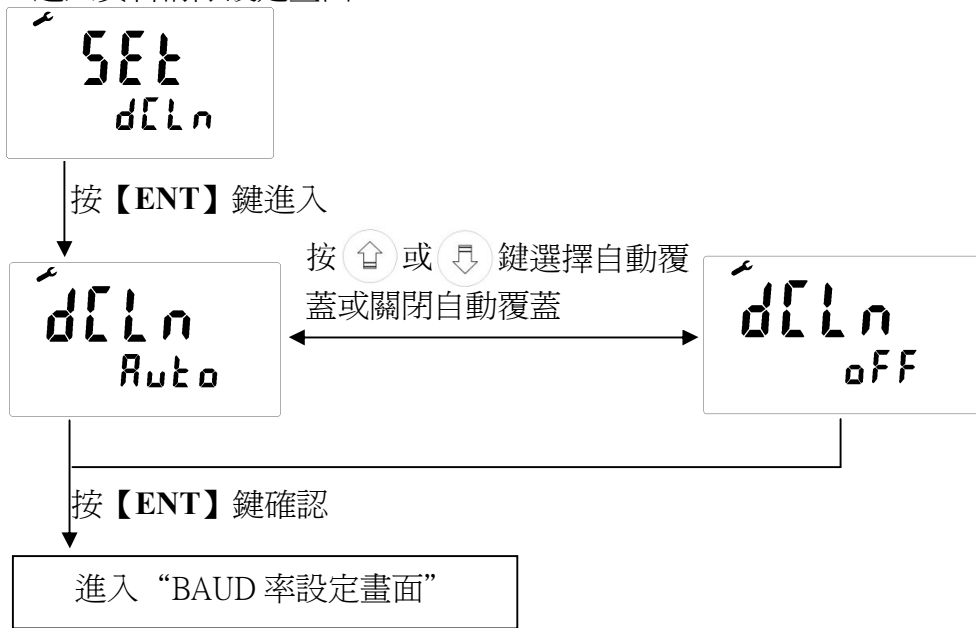 SEt
dCLn
按【ENT】鍵進入
按 或 鍵選擇自動覆
蓋或關閉自動覆蓋
dCLn
Auto
dCLn
oFF
按【ENT】鍵確認
進入“BAUD 率設定畫面”